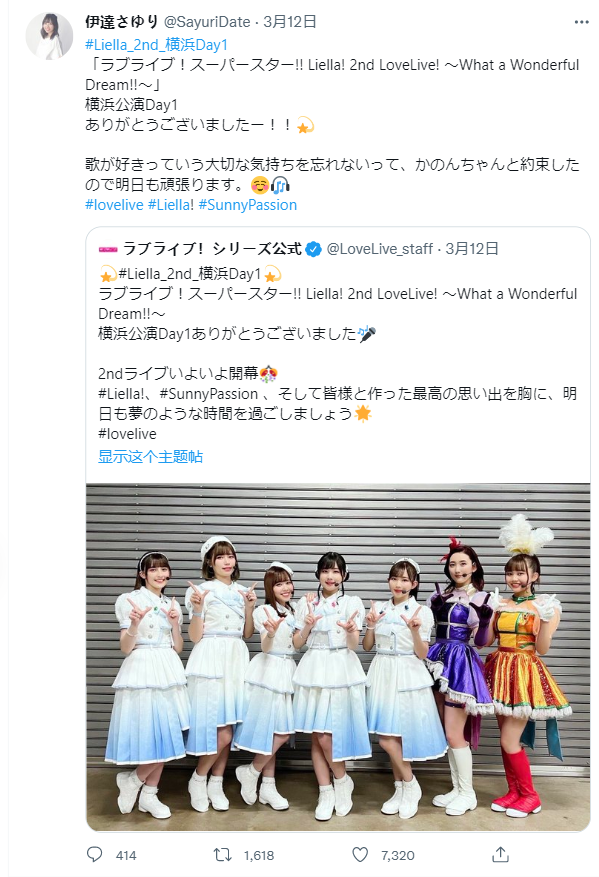 伊達さゆり @SayuriDate · 3月12日
#Liella_2nd_横浜Day1
「ラブライブ！スーパースター!! Liella! 2nd LoveLive! ～What a Wonderful
Dream!!～」
横浜公演Day1
ありがとうございましたー！！💫
歌が好きっていう大切な気持ちを忘れないって、かのんちゃんと約束した
ので明日も頑張ります。☺️🎧
#lovelive #Liella! #SunnyPassion
ラブライブ！シリーズ公式 @LoveLive_staff · 3月12日
💫#Liella_2nd_横浜Day1💫
ラブライブ！スーパースター!! Liella! 2nd LoveLive! ～What a Wonderful
Dream!!～
横浜公演Day1ありがとうございました🎤
2ndライブいよいよ開幕🎊
#Liella!、#SunnyPassion 、そして皆様と作った最高の思い出を胸に、明
日も夢のような時間を過ごしましょう🌟
#lovelive
显示这个主题帖
414 1,618 7,320